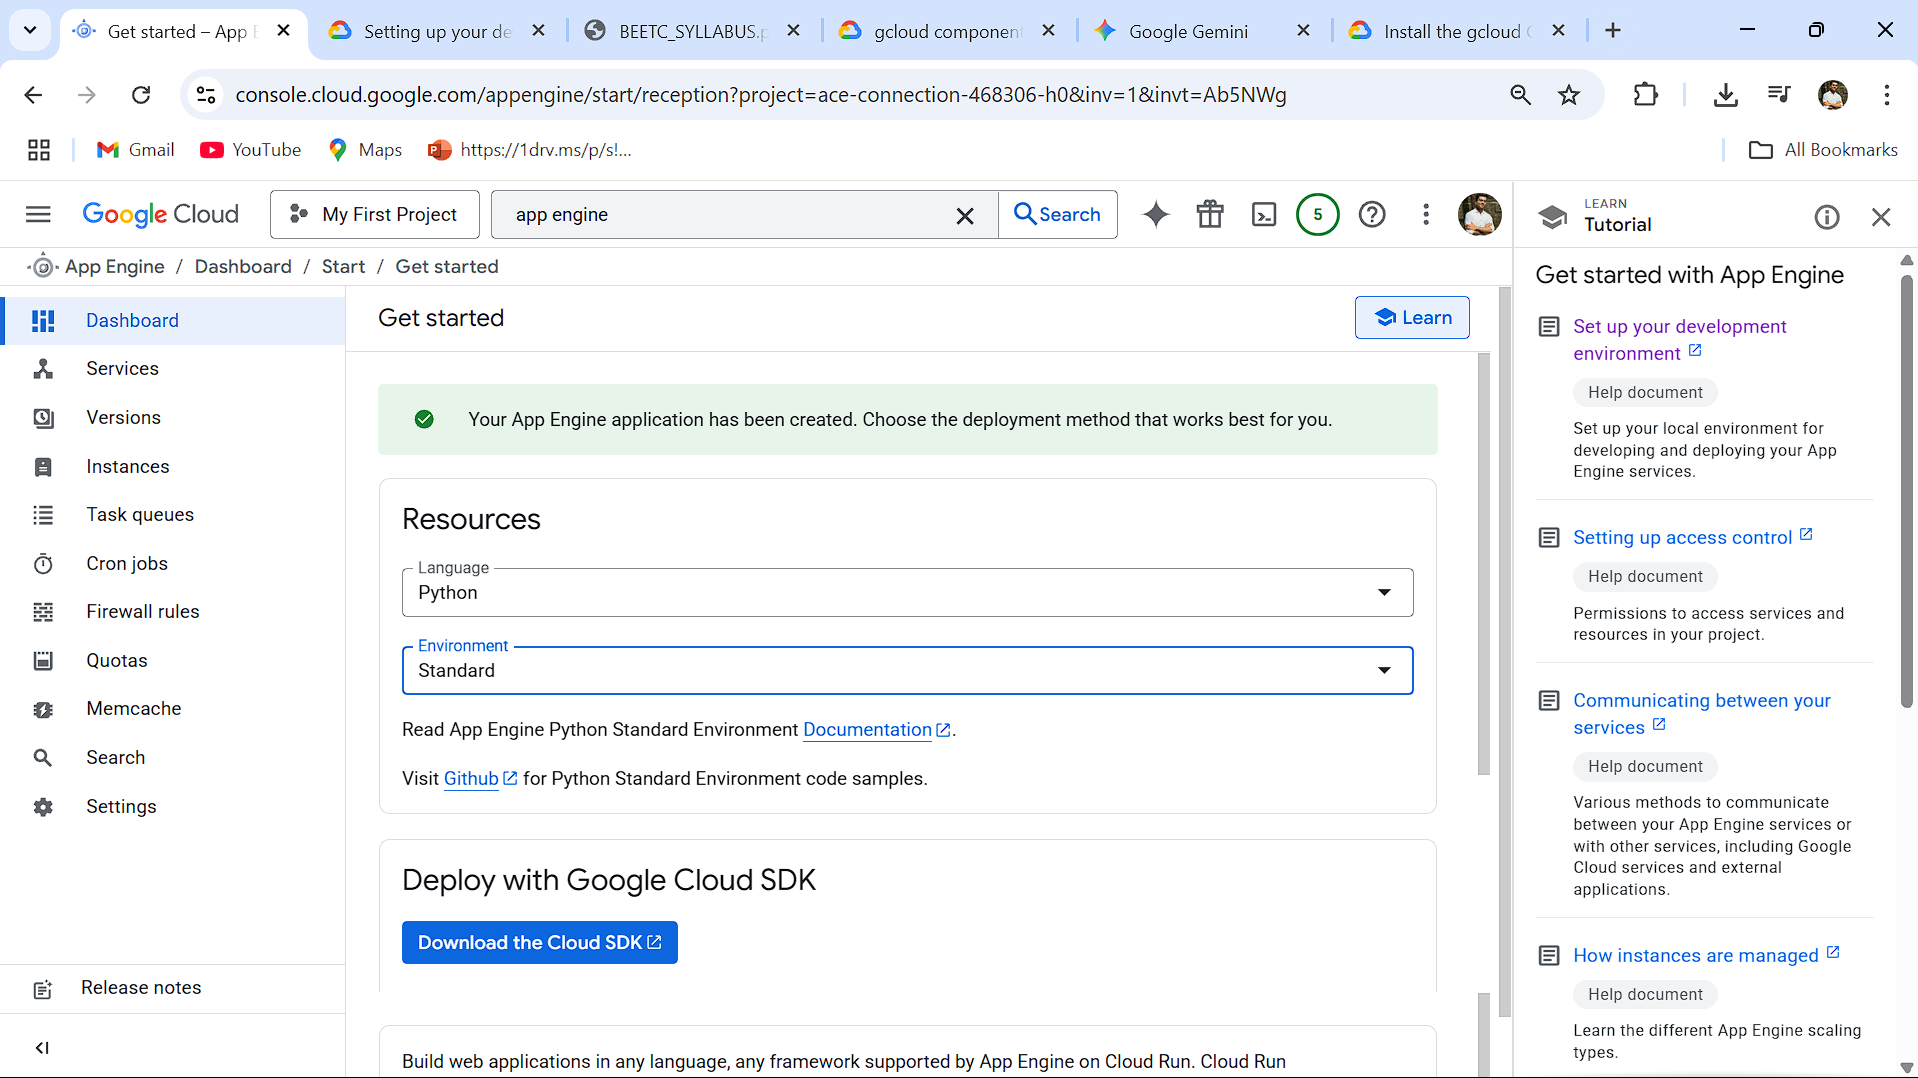 Get started – App E
Setting up your de
BEETC_SYLLABUS.p
gcloud componen
Google Gemini
Install the gcloud C
console.cloud.google.com/appengine/start/reception?project=ace-connection-468306-h0&inv=1&invt=Ab5NWg
Gmail
YouTube
Maps
https://1drv.ms/p/s!...
All Bookmarks
Google Cloud
My First Project
app engine
Search
5
LEARN
Tutorial
App Engine / Dashboard / Start / Get started
Dashboard
Services
Versions
Instances
Task queues
Cron jobs
Firewall rules
Quotas
Memcache
Search
Settings
Release notes
Get started
Learn
Your App Engine application has been created. Choose the deployment method that works best for you.
Resources
Language
Python
Environment
Standard
Read App Engine Python Standard Environment Documentation.
Visit Github for Python Standard Environment code samples.
Deploy with Google Cloud SDK
Download the Cloud SDK
Build web applications in any language, any framework supported by App Engine on Cloud Run. Cloud Run
Get started with App Engine
Set up your development
environment
Help document
Set up your local environment for
developing and deploying your App
Engine services.
Setting up access control
Help document
Permissions to access services and
resources in your project.
Communicating between your
services
Help document
Various methods to communicate
between your App Engine services or
with other services, including Google
Cloud services and external
applications.
How instances are managed
Help document
Learn the different App Engine scaling
types.